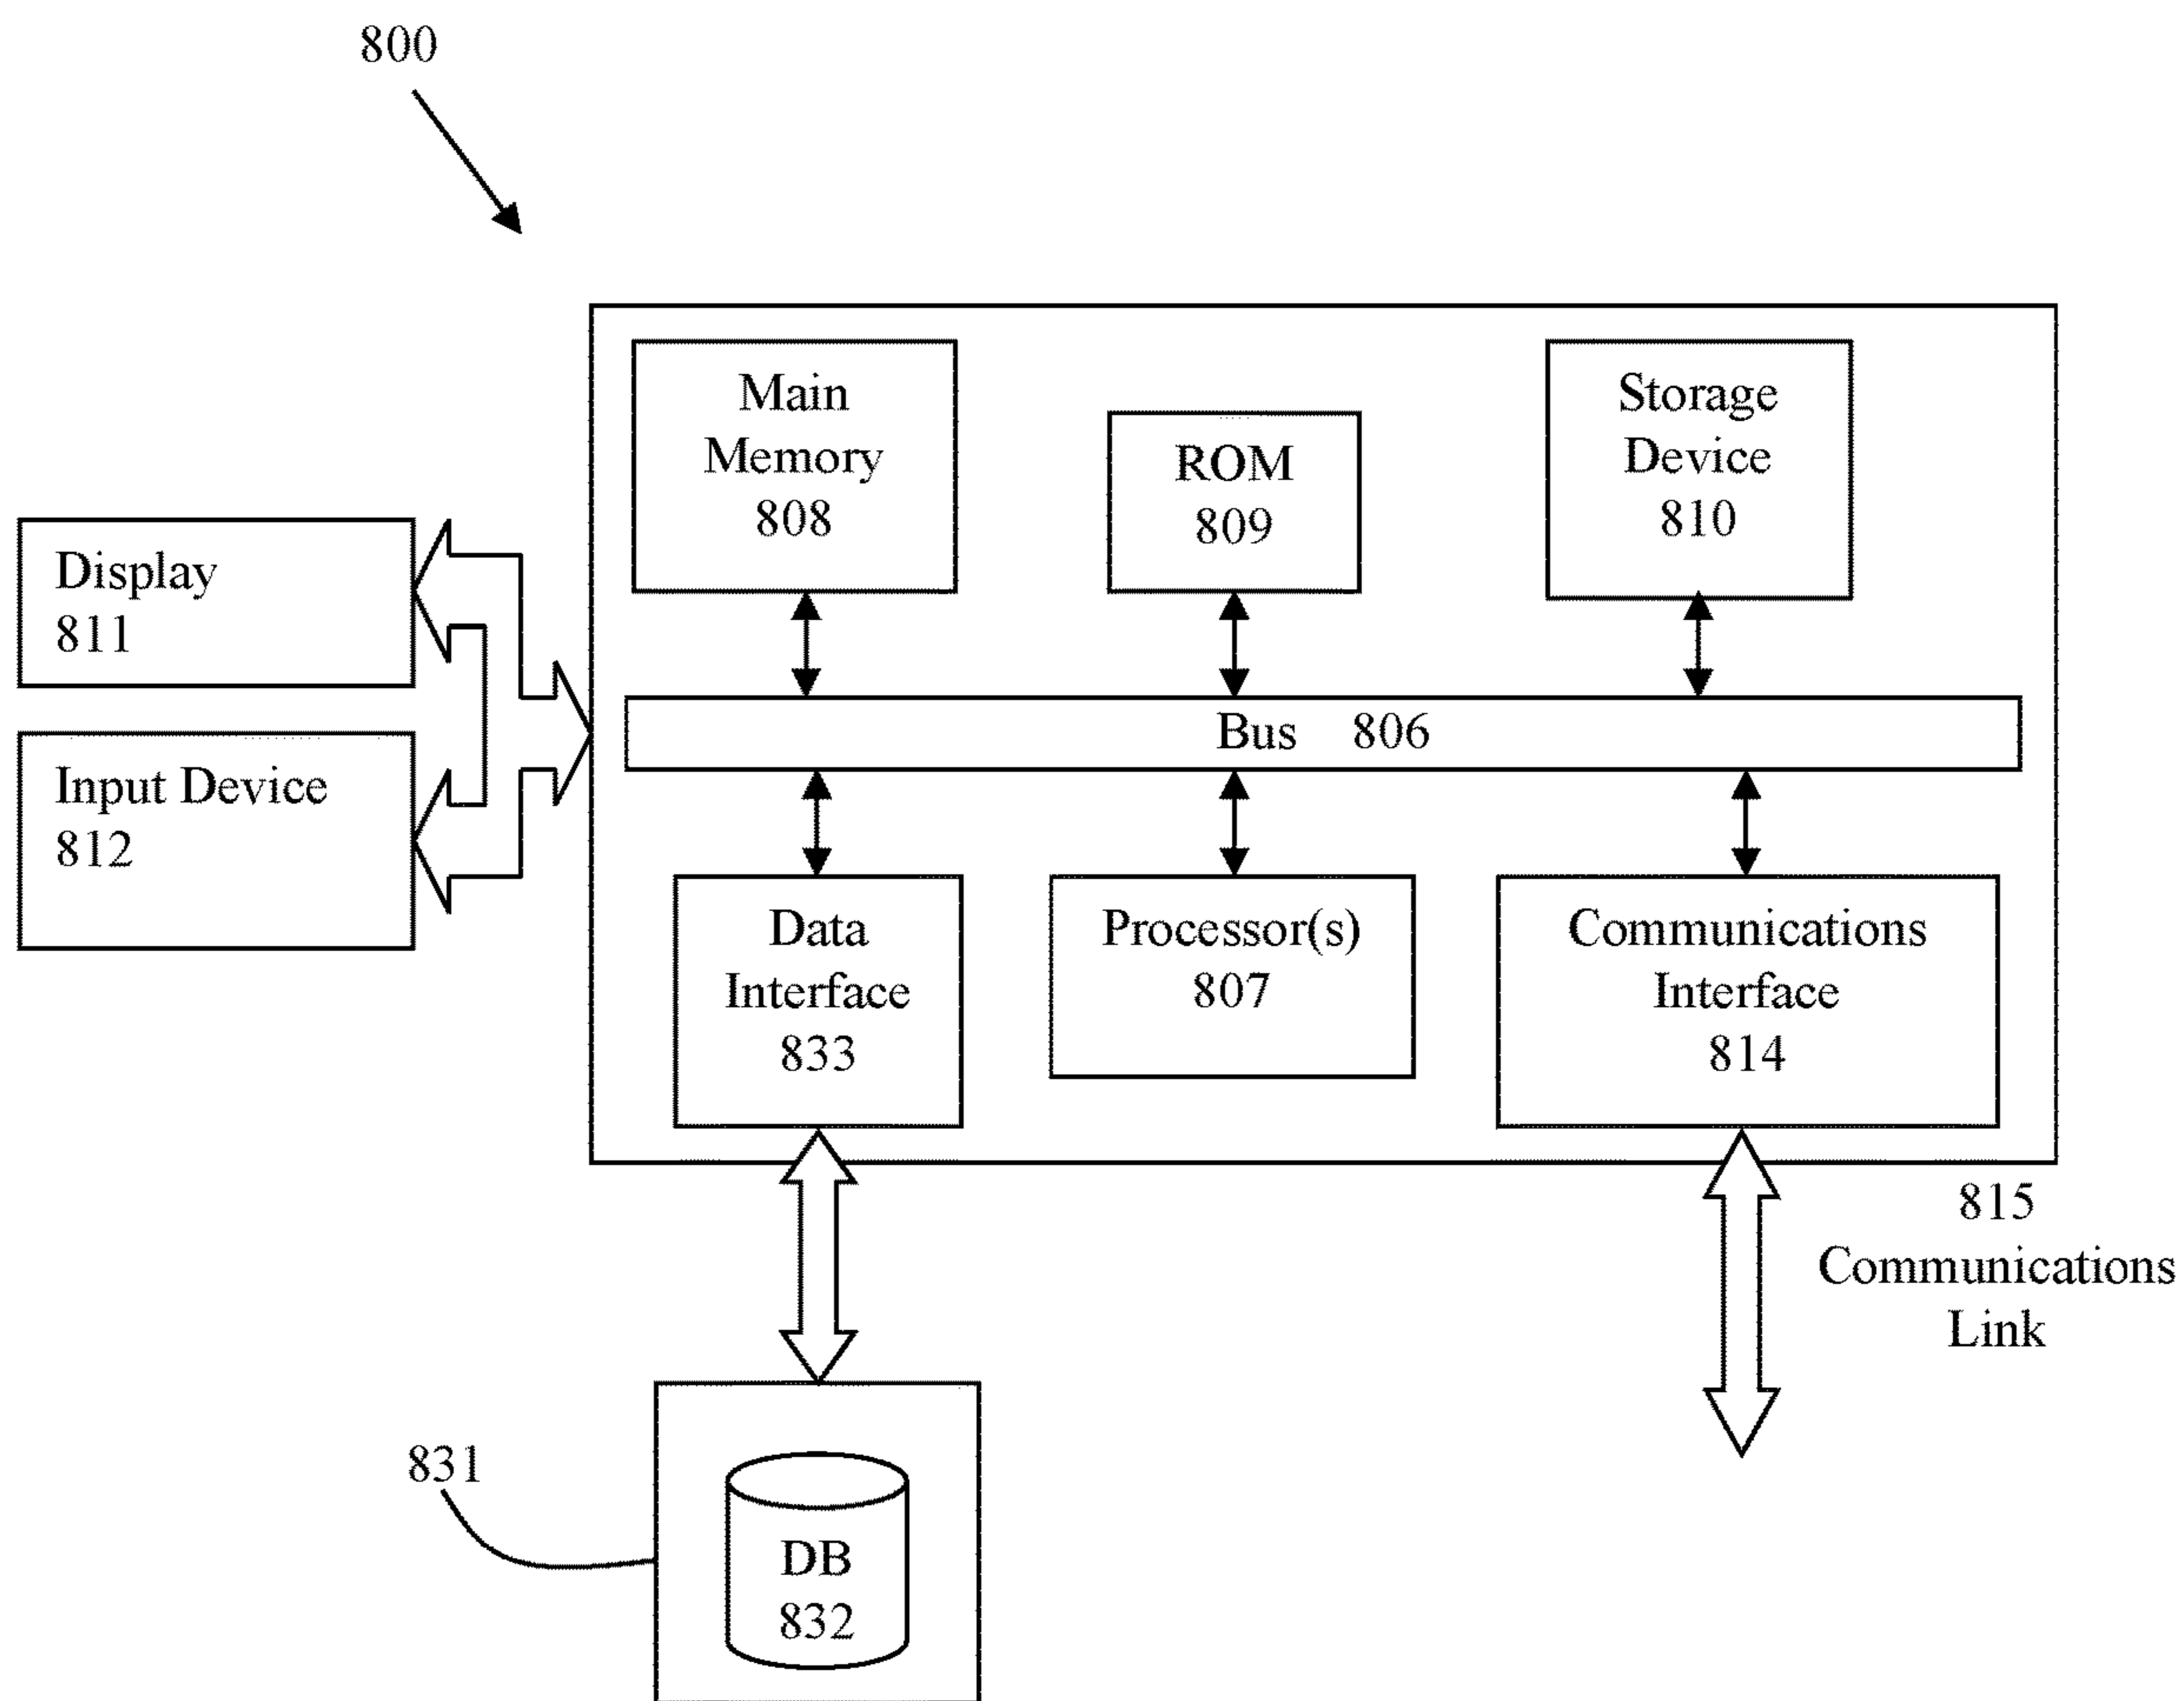 800
Main
Memory
808
ROM
809
Storage
Device
810
Display
811
Input Device
812
Bus 806
Data
Interface
833
Processor(s)
807
Communications
Interface
814
815
Communications
Link
831
DB
832